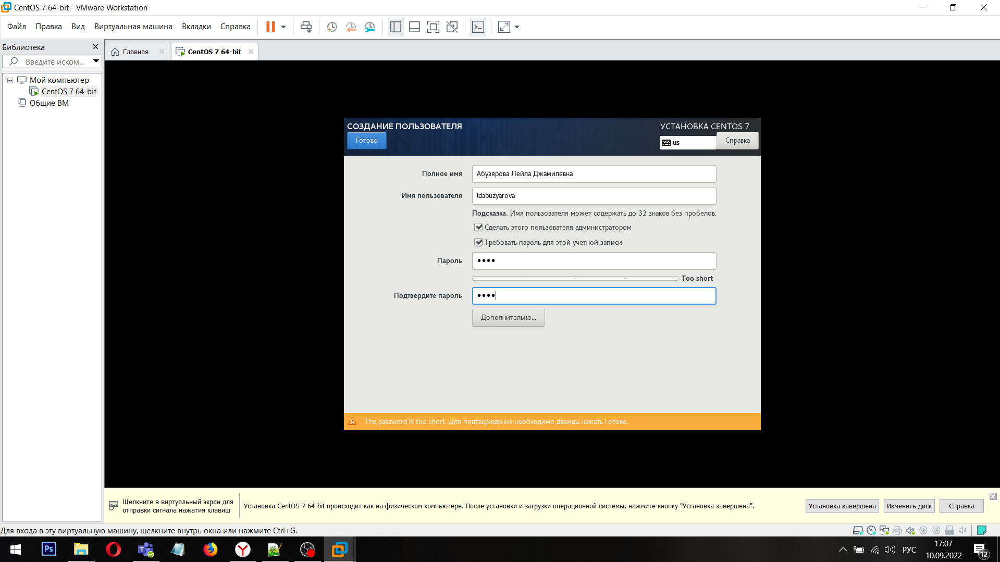 CentOS 7 64-bit - VMware Workstation
Файл Правка Вид Виртуальная машина Вкладки Справка
Библиотека
Введите иском...
Мой компьютер
CentOS 7 64-bit
Общие ВМ
Главная
CentOS 7 64-bit
СОЗДАНИЕ ПОЛЬЗОВАТЕЛЯ
УСТАНОВКА CENTOS 7
Готово
us
Справка
Полное имя
Абузярова Лейла Джамилевна
Имя пользователя
ldabuzyarova
Подсказка. Имя пользователя может содержать до 32 знаков без пробелов.
Сделать этого пользователя администратором
Требовать пароль для этой учетной записи
Пароль
●●●●
Too short
Подтвердите пароль
●●●●
Дополнительно...
The password is too short. Для подтверждения необходимо дважды нажать Готово.
Щелкните в виртуальный экран для
отправки сигнала нажатия клавиш
Установка CentOS 7 64-bit происходит как на физическом компьютере. После установки и загрузки операционной системы, нажмите кнопку "Установка завершена".
Установка завершена
Изменить диск
Справка
Для входа в эту виртуальную машину, щелкните внутрь окна или нажмите Ctrl+G.
Ps
T
РУС
17:07
10.09.2022
12